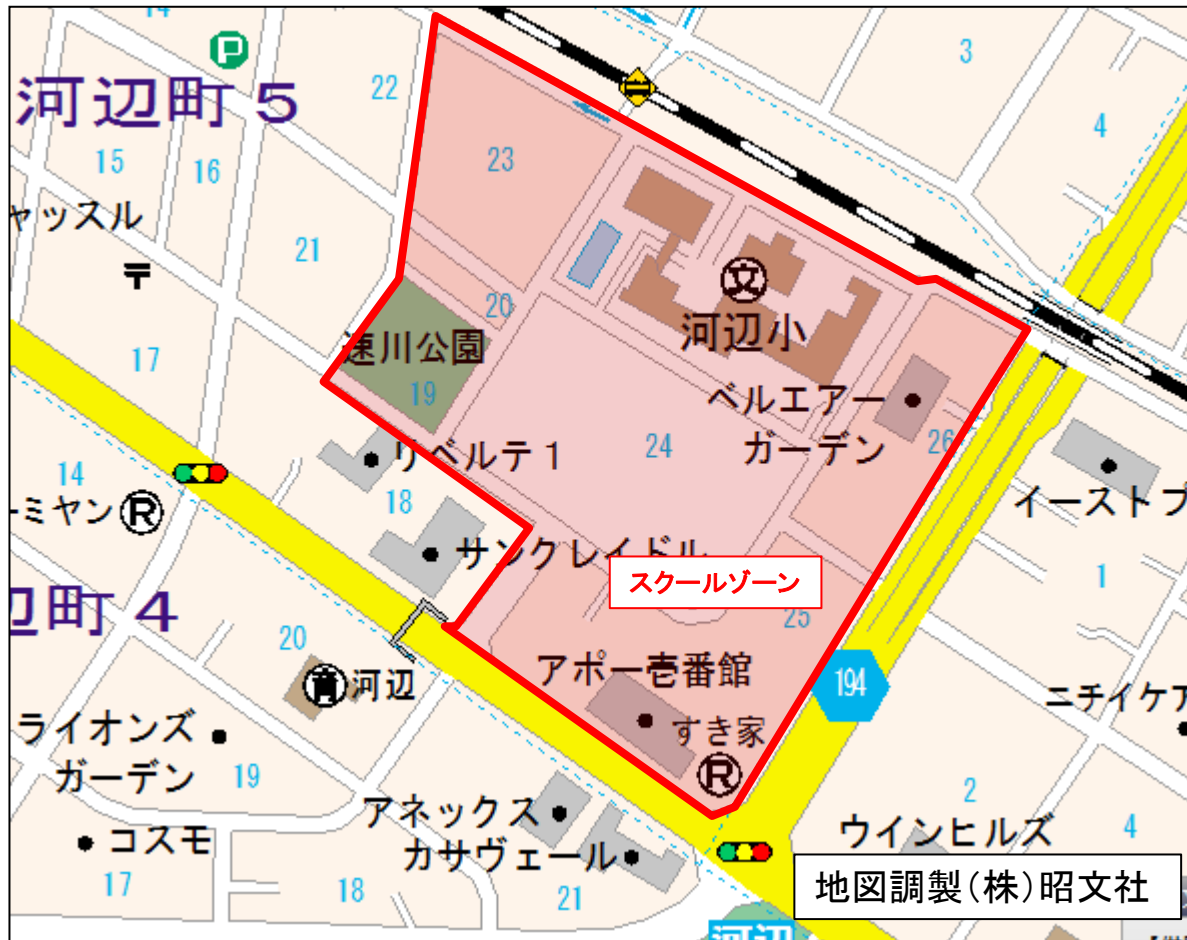 14
3
22
P
河辺町5
4
23
15
16
ャッスル
21
文
〒
20
河辺小
速川公園
17
19
ベルエアー
ガーデン
26
24
リベルテ1
14
18
イーストプ
ーミヤン
R
サンクレイドル
スクールゾーン
1
25
辺町4
20
河辺
アポー壱番館
194
ニチイケア
ライオンズ
ガーデン
すき家
R
19
2
アネックス
カサヴェール
ウインヒルズ
4
コスモ
17
18
21
地図調製(株)昭文社
河辺